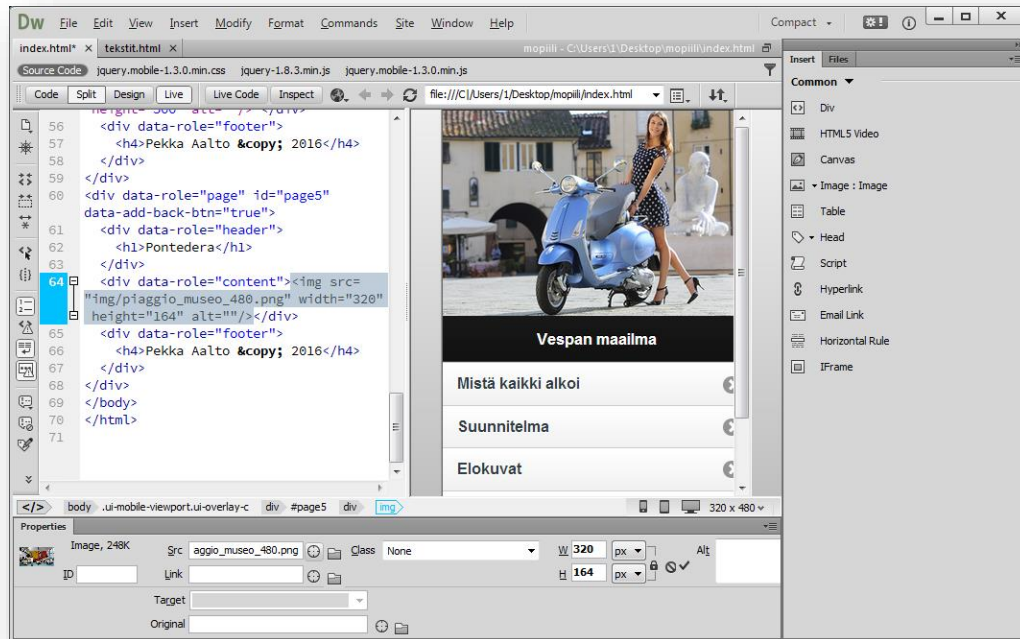 Dw File Edit View Insert Modify Format Commands Site Window Help Compact
index.html* × tekstit.html × mopiili - C:\Users\1\Desktop\mopiili\index.html
Source Code jquery.mobile-1.3.0.min.css jquery-1.8.3.min.js jquery.mobile-1.3.0.min.js
Code Split Design Live Live Code Inspect file:///C|/Users/1/Desktop/mopiili/index.html
56 <div data-role="footer">
57 <h4>Pekka Aalto &copy; 2016</h4>
58 </div>
59 </div>
60 <div data-role="page" id="page5"
data-add-back-btn="true">
61 <div data-role="header">
62 <h1>Pontedera</h1>
63 </div>
64 <div data-role="content"><img src=
"img/piaggio_museo_480.png" width="320"
height="164" alt=""/></div>
65 <div data-role="footer">
66 <h4>Pekka Aalto &copy; 2016</h4>
67 </div>
68 </div>
69 </body>
70 </html>
71
Vespan maailma
Mistä kaikki alkoi
Suunnitelma
Elokuvat
</> body .ui-mobile-viewport.ui-overlay-c div #page5 div img 320 x 480
Properties
Image, 248K Src aggio_museo_480.png Class None W 320 px Alt
ID Link H 164 px
Target
Original
Insert Files
Common
Div
HTML5 Video
Canvas
Image : Image
Table
Head
Script
Hyperlink
Email Link
Horizontal Rule
IFrame